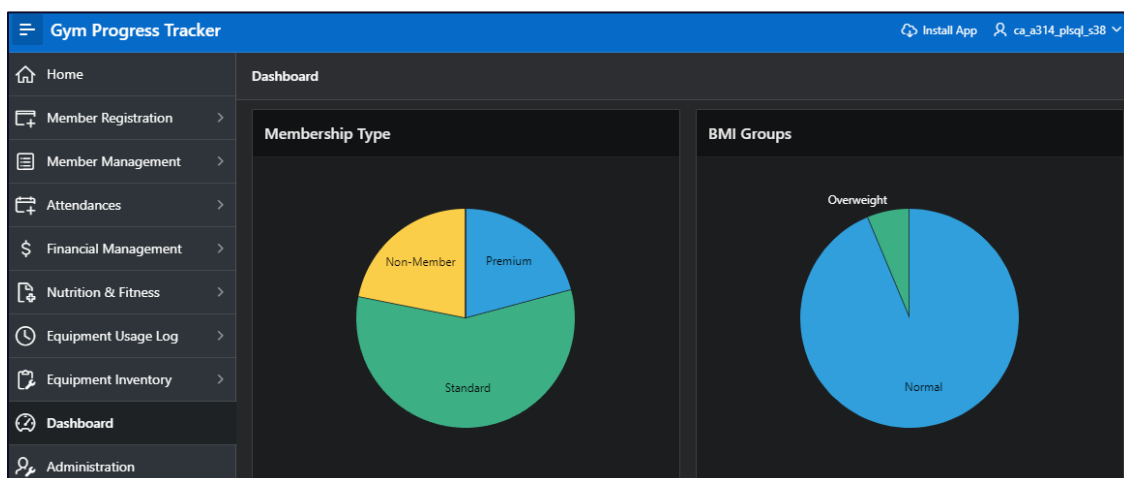 Gym Progress Tracker
Install App
ca_a314_plsql_s38
Home
Member Registration
Member Management
Attendances
Financial Management
Nutrition & Fitness
Equipment Usage Log
Equipment Inventory
Dashboard
Administration
Dashboard
Membership Type
Non-Member
Premium
Standard
BMI Groups
Overweight
Normal